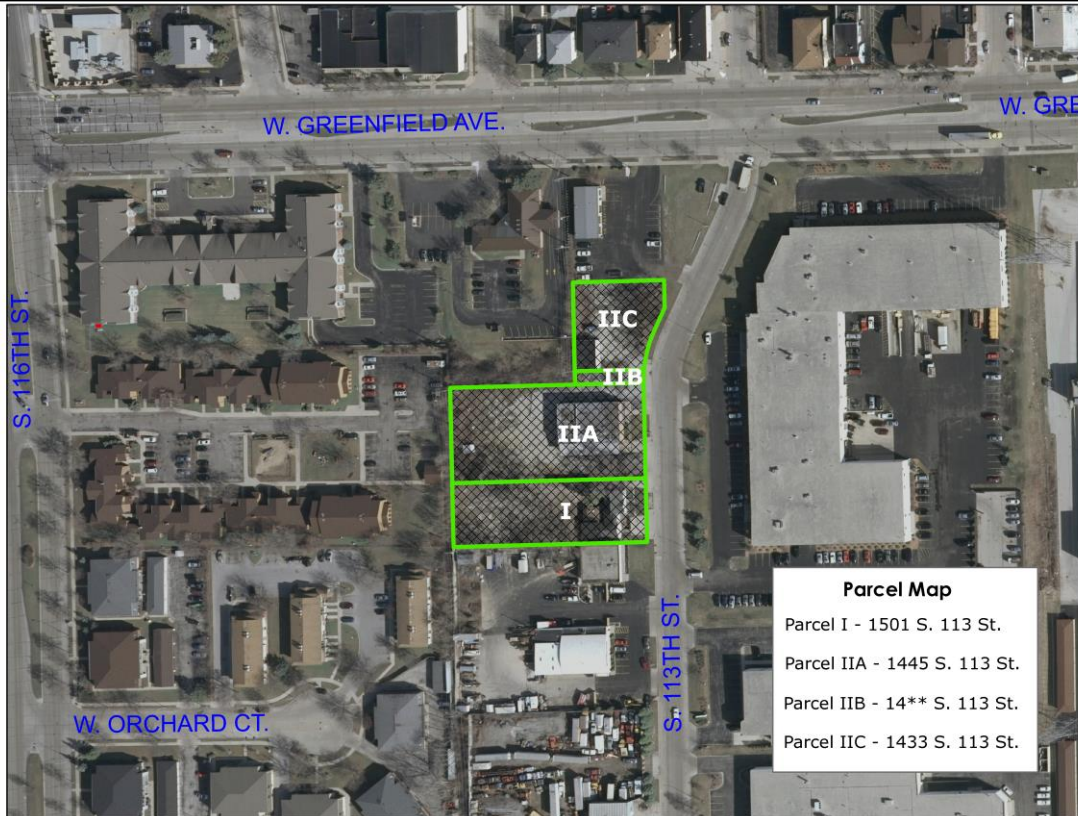 W. GREENFIELD AVE.
W. GRE
S. 116TH ST.
IIC
IIB
IIA
I
S. 113TH ST.
W. ORCHARD CT.
Parcel Map
Parcel I - 1501 S. 113 St.
Parcel IIA - 1445 S. 113 St.
Parcel IIB - 14** S. 113 St.
Parcel IIC - 1433 S. 113 St.